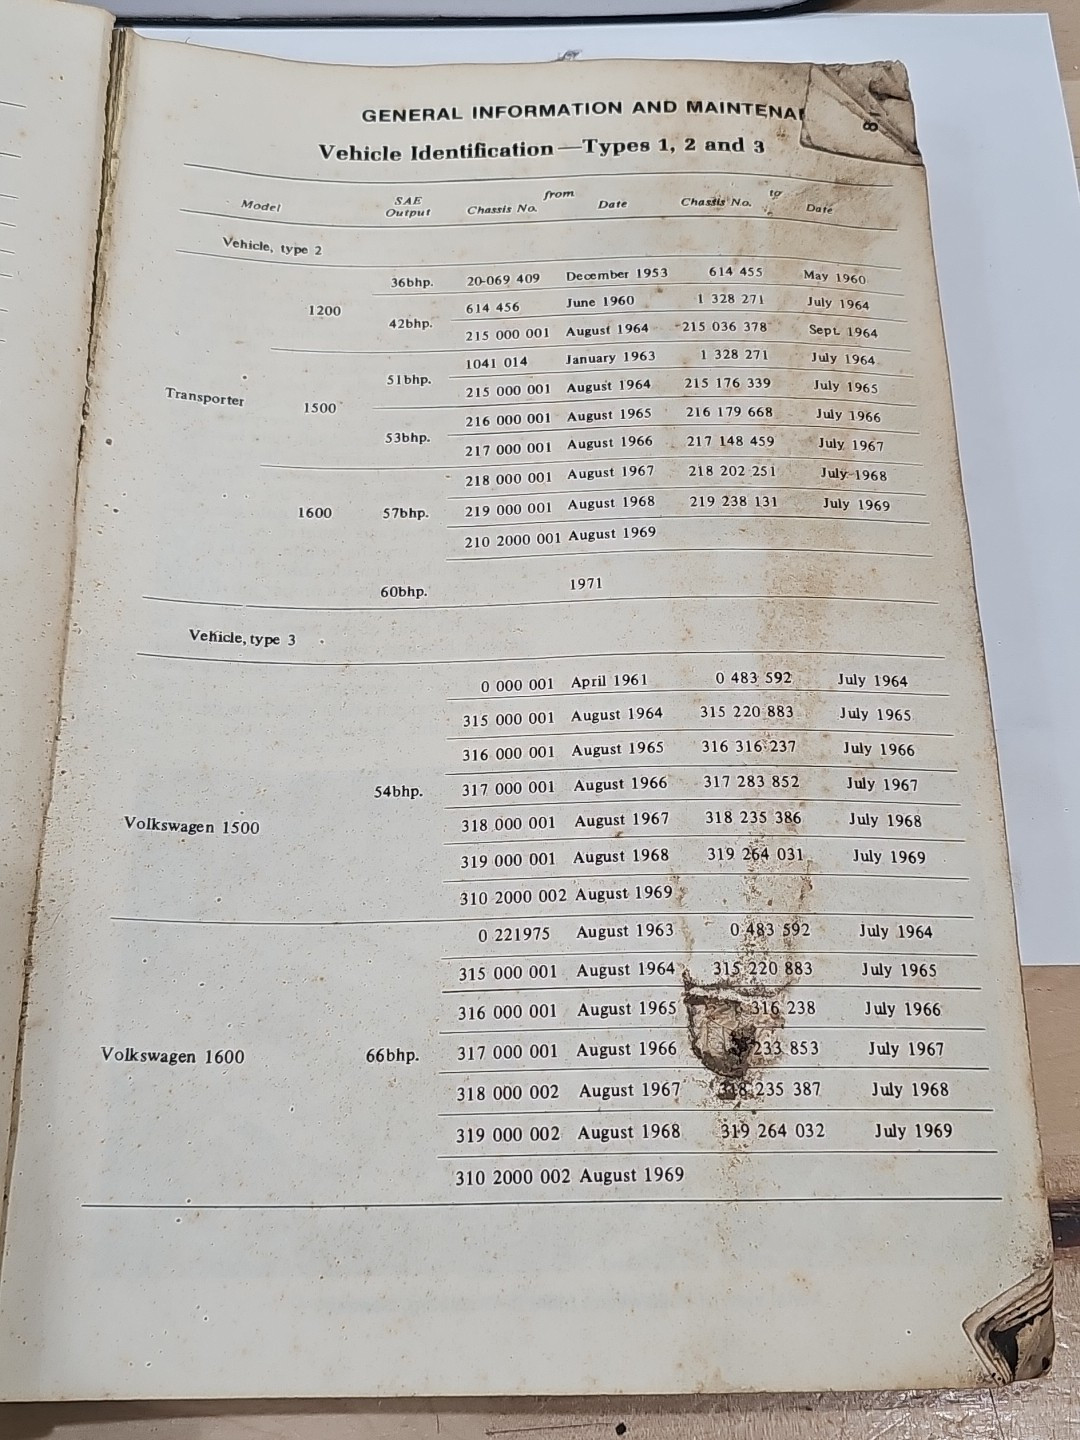 GENERAL INFORMATION AND MAINTENA
Vehicle Identification—Types 1, 2 and 3
from to
Model SAE Output Chassis No. Date Chassis No. Date
Vehicle, type 2
36bhp. 20-069 409 December 1953 614 455 May 1960
1200 614 456 June 1960 1 328 271 July 1964
42bhp. 215 000 001 August 1964 215 036 378 Sept. 1964
1041 014 January 1963 1 328 271 July 1964
51bhp. 215 000 001 August 1964 215 176 339 July 1965
Transporter 1500 216 000 001 August 1965 216 179 668 July 1966
53bhp. 217 000 001 August 1966 217 148 459 July 1967
218 000 001 August 1967 218 202 251 July 1968
1600 57bhp. 219 000 001 August 1968 219 238 131 July 1969
210 2000 001 August 1969
60bhp. 1971
Vehicle, type 3
0 000 001 April 1961 0 483 592 July 1964
315 000 001 August 1964 315 220 883 July 1965
316 000 001 August 1965 316 316 237 July 1966
54bhp. 317 000 001 August 1966 317 283 852 July 1967
Volkswagen 1500 318 000 001 August 1967 318 235 386 July 1968
319 000 001 August 1968 319 264 031 July 1969
310 2000 002 August 1969
0 221975 August 1963 0 483 592 July 1964
315 000 001 August 1964 315 220 883 July 1965
316 000 001 August 1965 316 238 July 1966
Volkswagen 1600 66bhp. 317 000 001 August 1966 233 853 July 1967
318 000 002 August 1967 318 235 387 July 1968
319 000 002 August 1968 319 264 032 July 1969
310 2000 002 August 1969